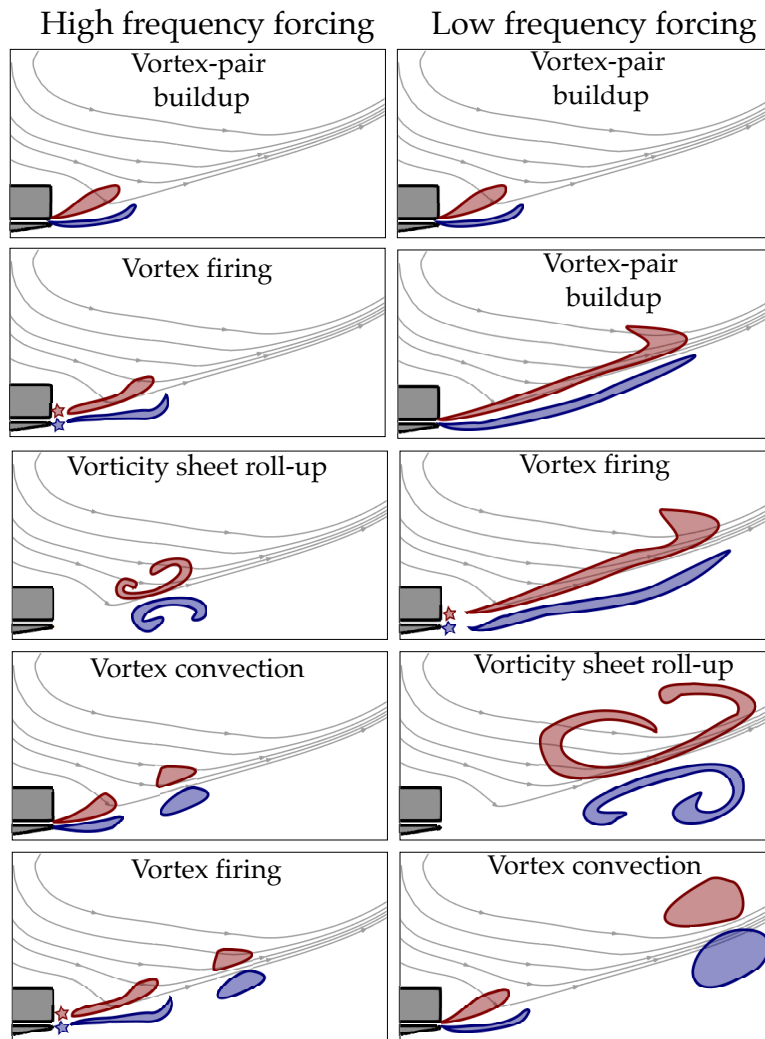 High frequency forcing
Low frequency forcing
Vortex-pair
buildup
Vortex-pair
buildup
Vortex firing
Vortex-pair
buildup
Vorticity sheet roll-up
Vortex firing
Vortex convection
Vorticity sheet roll-up
Vortex firing
Vortex convection